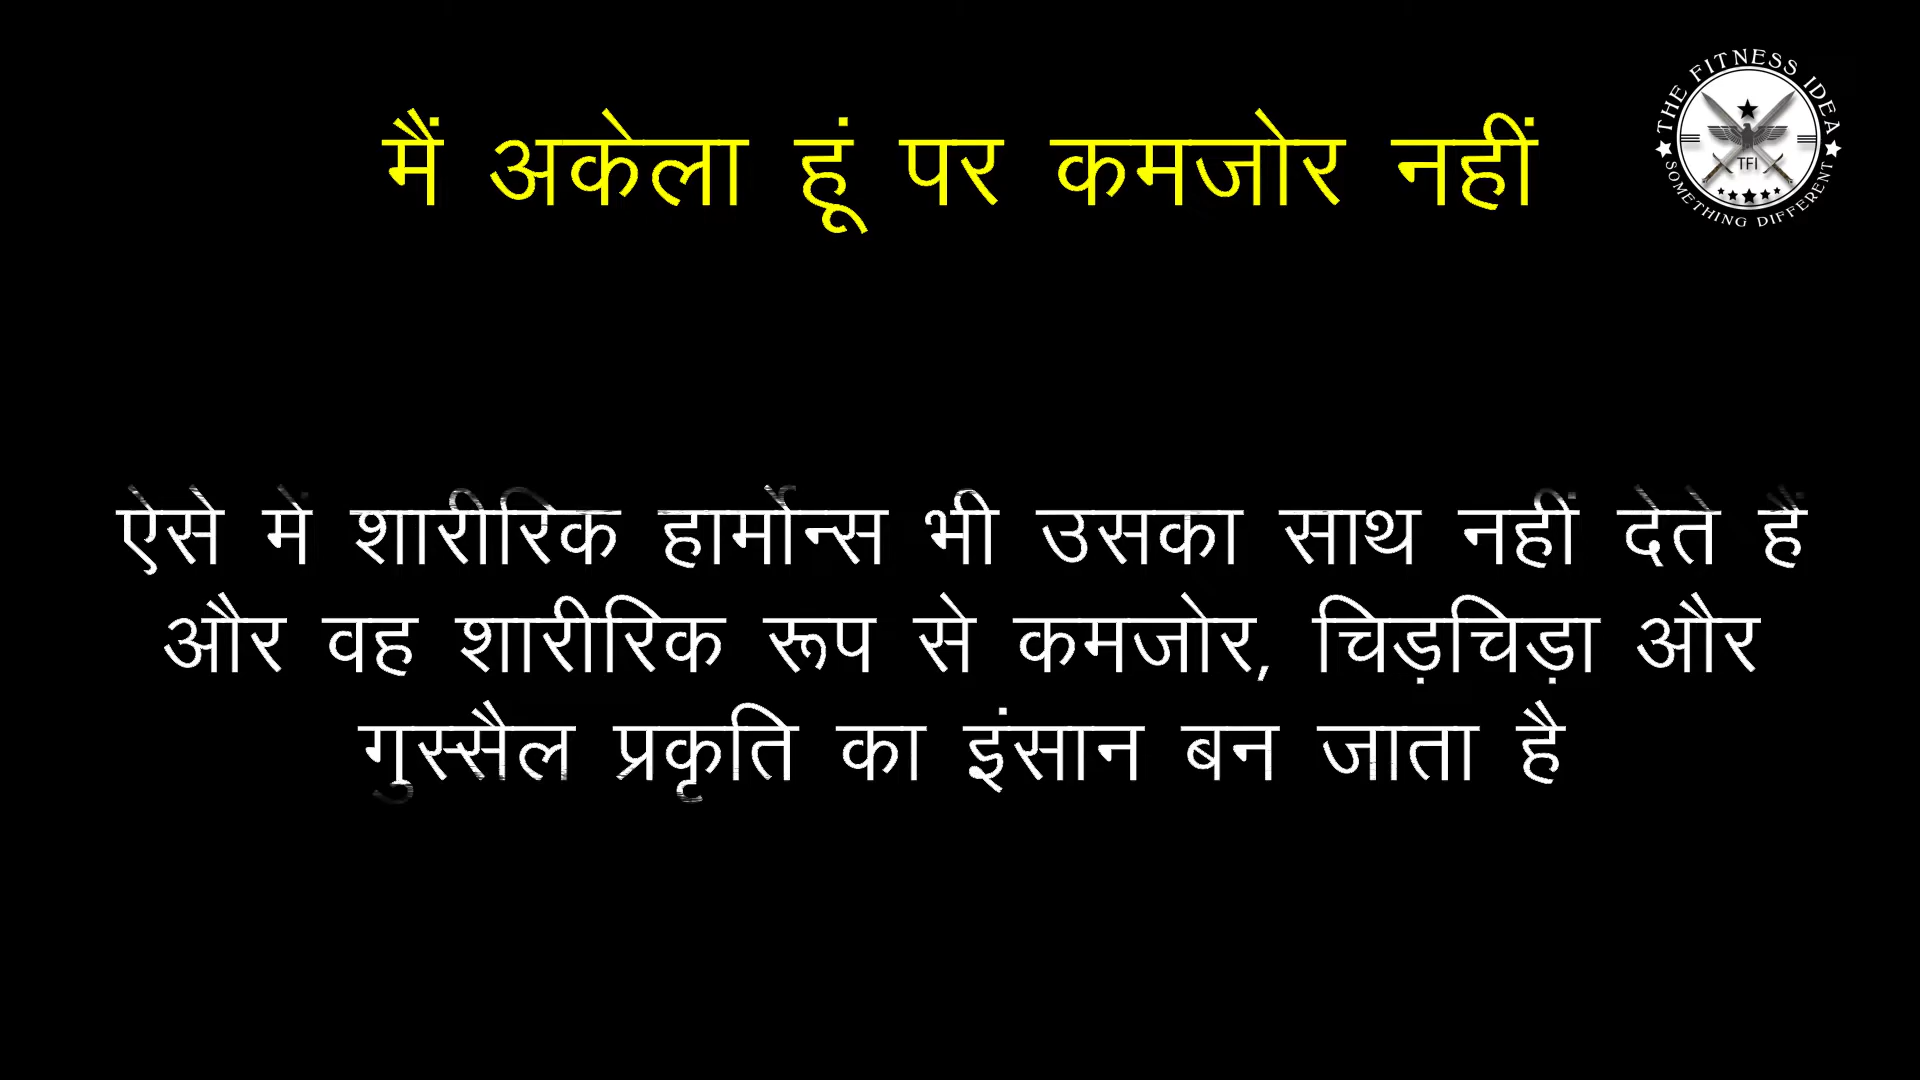 THE FITNESS IDEA
TFI
SOMETHING DIFFERENT
मैं अकेला हूं पर कमजोर नहीं
ऐसे में शारीरिक हार्मोन्स भी उसका साथ नहीं देते हैं
और वह शारीरिक रूप से कमजोर, चिड़चिड़ा और
गुस्सैल प्रकृति का इंसान बन जाता है